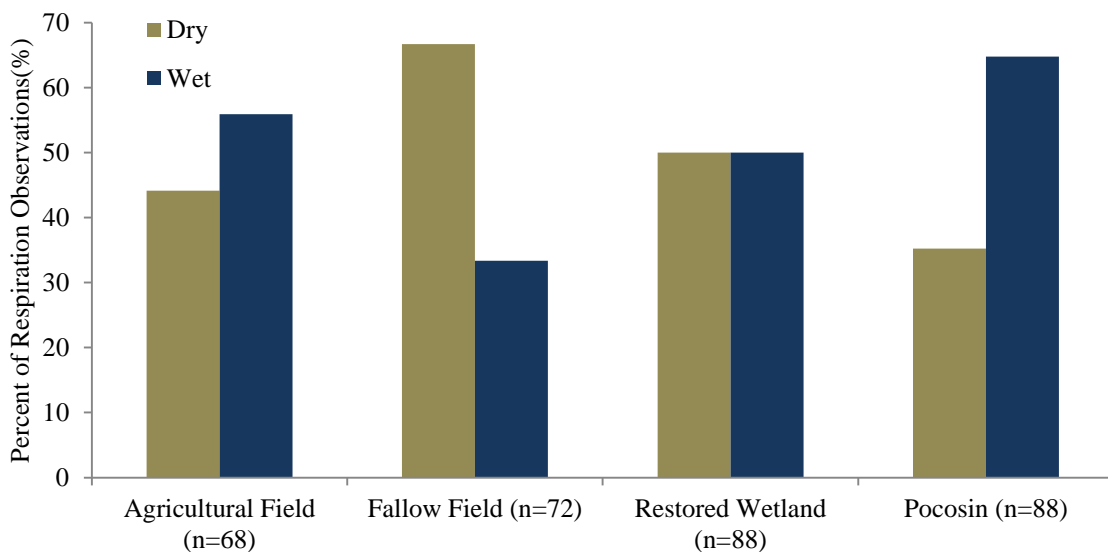 Percent of Respiration Observations(%)
70
60
50
40
30
20
10
0
Dry
Wet
Agricultural Field
(n=68)
Fallow Field (n=72)
Restored Wetland
(n=88)
Pocosin (n=88)